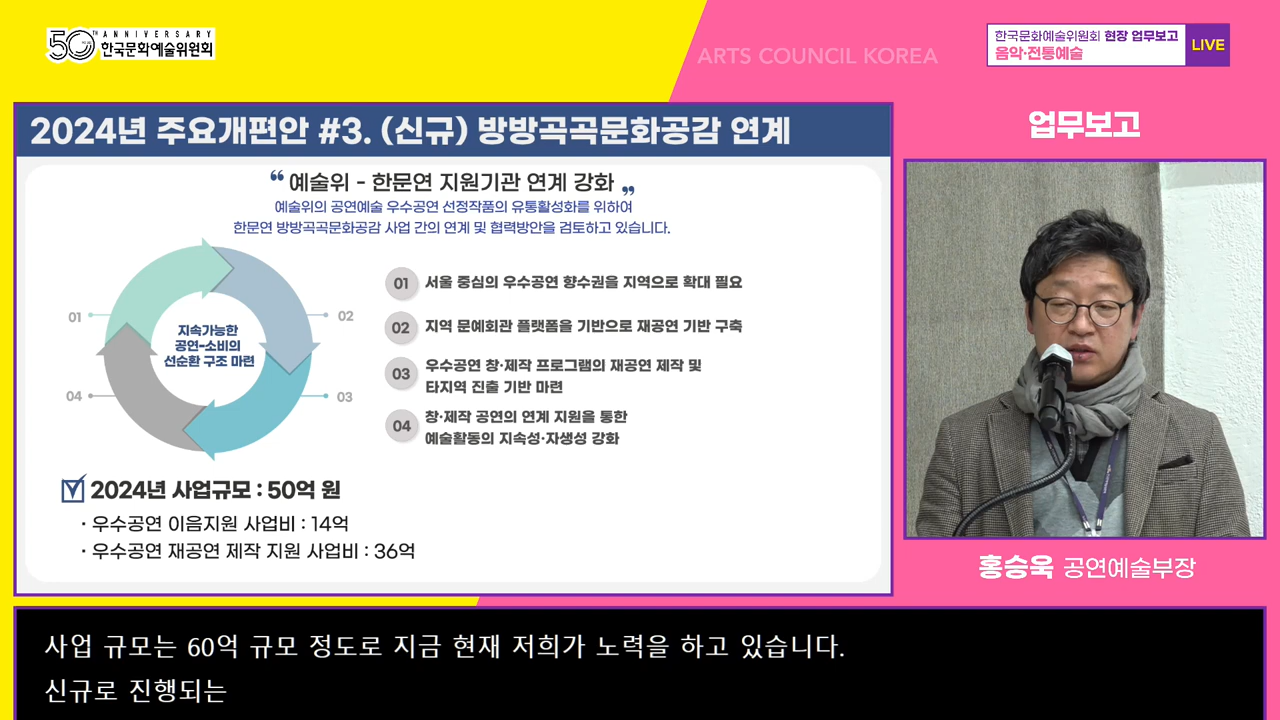 50TH ANNIVERSARY
한국문화예술위원회
ARTS COUNCIL KOREA
한국문화예술위원회 현장 업무보고
음악·전통예술
LIVE
2024년 주요개편안 #3. (신규) 방방곡곡문화공감 연계
❝ 예술위 - 한문연 지원기관 연계 강화 ❞
예술위의 공연예술 우수공연 선정작품의 유통활성화를 위하여
한문연 방방곡곡문화공감 사업 간의 연계 및 협력방안을 검토하고 있습니다.
01
02
03
04
지속가능한
공연-소비의
선순환 구조 마련
01 서울 중심의 우수공연 향수권을 지역으로 확대 필요
02 지역 문예회관 플랫폼을 기반으로 재공연 기반 구축
03 우수공연 창·제작 프로그램의 재공연 제작 및
타지역 진출 기반 마련
04 창·제작 공연의 연계 지원을 통한
예술활동의 지속성·자생성 강화
2024년 사업규모 : 50억 원
· 우수공연 이음지원 사업비 : 14억
· 우수공연 재공연 제작 지원 사업비 : 36억
업무보고
홍승욱 공연예술부장
사업 규모는 60억 규모 정도로 지금 현재 저희가 노력을 하고 있습니다.
신규로 진행되는